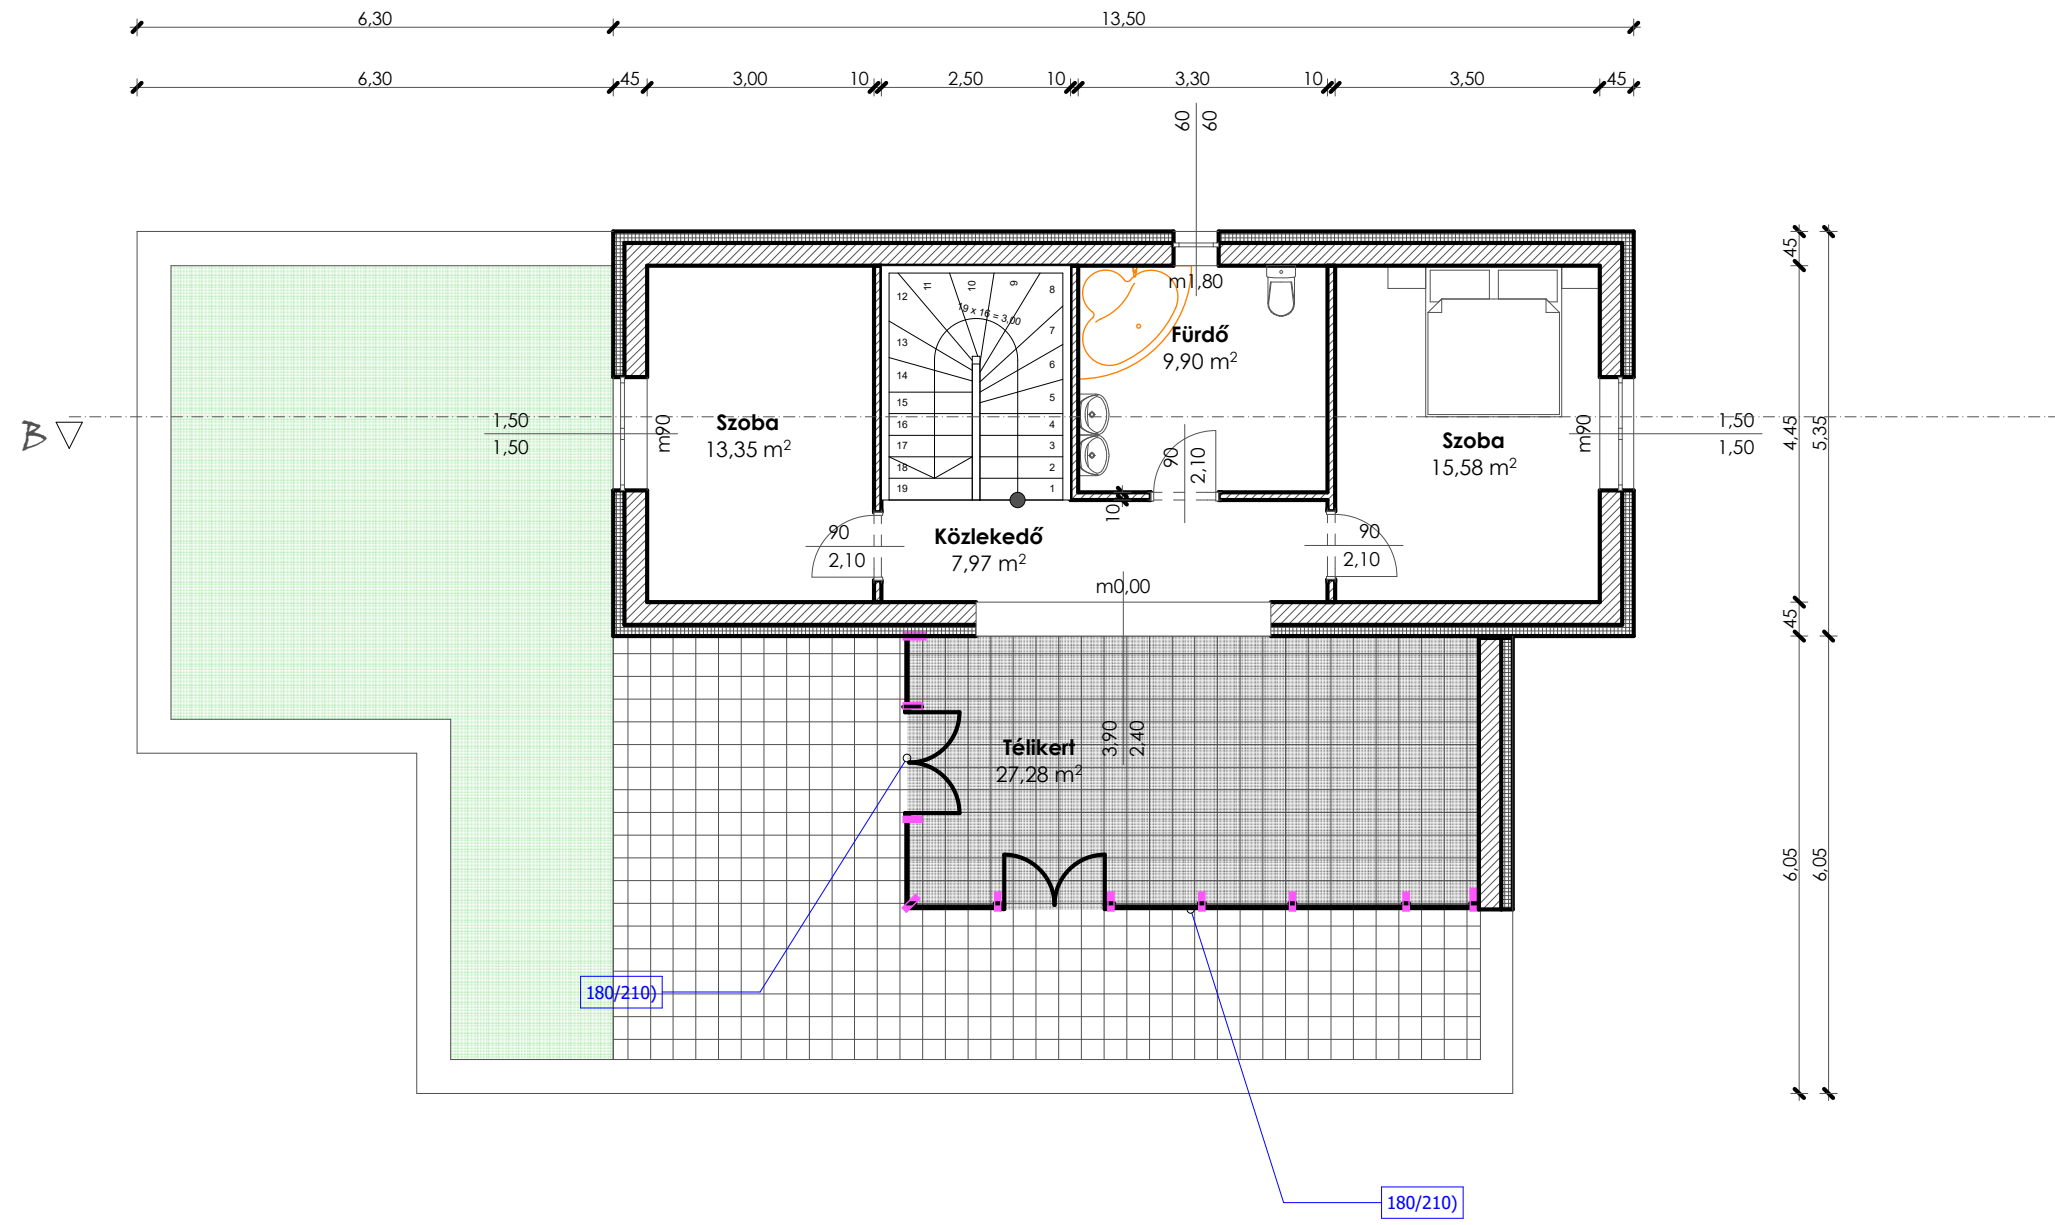 6,30 13,50
6,30 45 3,00 10 2,50 10 3,30 10 3,50 45
60
60
45
m1,80
12 11 10 9 8
19 x 16 = 3,00
13 7
14 6
15 5
16 4
17 3
18 2
19 1
Fürdő
9,90 m²
B
1,50
1,50
m90
Szoba
13,35 m²
90
2,10
Szoba
15,58 m²
m90
1,50
1,50
4,45
5,35
10
90
2,10
Közlekedő
7,97 m²
90
2,10
m0,00
45
Télikert
27,28 m²
3,90
2,40
6,05
6,05
180/210)
180/210)